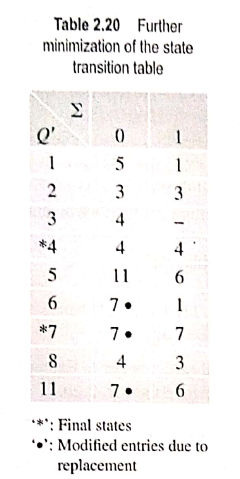 Table 2.20 Further
minimization of the state
transition table
Σ
Q' 0 1
1 5 1
2 3 3
3 4 –
*4 4 4
5 11 6
6 7 • 1
*7 7 • 7
8 4 3
11 7 • 6
'*': Final states
'•': Modified entries due to
replacement